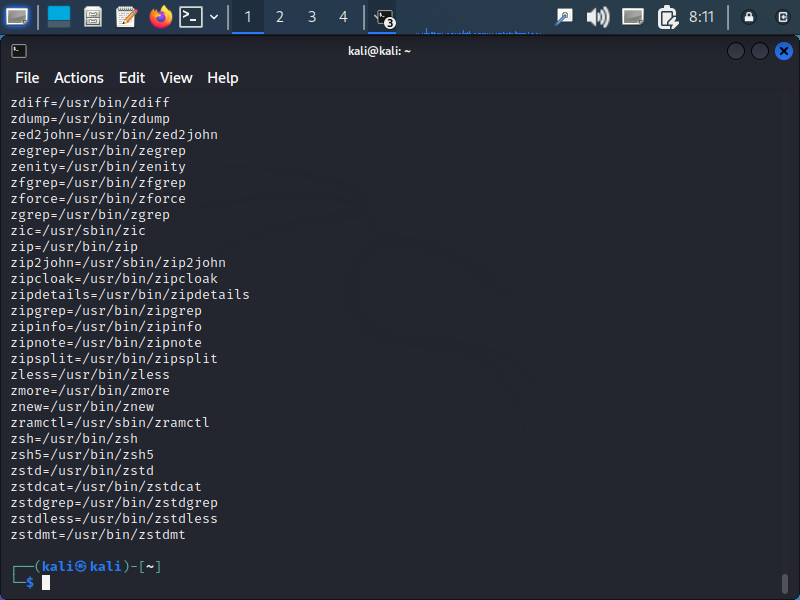 1 2 3 4 3 8:11
kali@kali: ~
File Actions Edit View Help
zdiff=/usr/bin/zdiff
zdump=/usr/bin/zdump
zed2john=/usr/bin/zed2john
zegrep=/usr/bin/zegrep
zenity=/usr/bin/zenity
zfgrep=/usr/bin/zfgrep
zforce=/usr/bin/zforce
zgrep=/usr/bin/zgrep
zic=/usr/sbin/zic
zip=/usr/bin/zip
zip2john=/usr/sbin/zip2john
zipcloak=/usr/bin/zipcloak
zipdetails=/usr/bin/zipdetails
zipgrep=/usr/bin/zipgrep
zipinfo=/usr/bin/zipinfo
zipnote=/usr/bin/zipnote
zipsplit=/usr/bin/zipsplit
zless=/usr/bin/zless
zmore=/usr/bin/zmore
znew=/usr/bin/znew
zramctl=/usr/sbin/zramctl
zsh=/usr/bin/zsh
zsh5=/usr/bin/zsh5
zstd=/usr/bin/zstd
zstdcat=/usr/bin/zstdcat
zstdgrep=/usr/bin/zstdgrep
zstdless=/usr/bin/zstdless
zstdmt=/usr/bin/zstdmt
┌──(kali㉿kali)-[~]
└─$